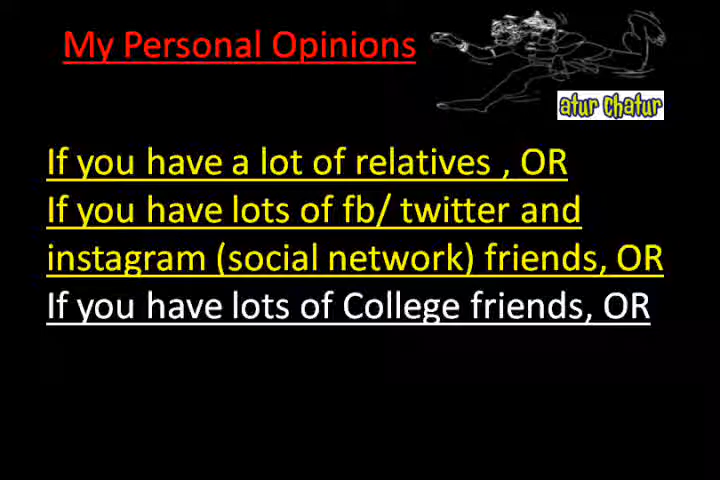 My Personal Opinions
atur chatur
If you have a lot of relatives , OR
If you have lots of fb/ twitter and
instagram (social network) friends, OR
If you have lots of College friends, OR